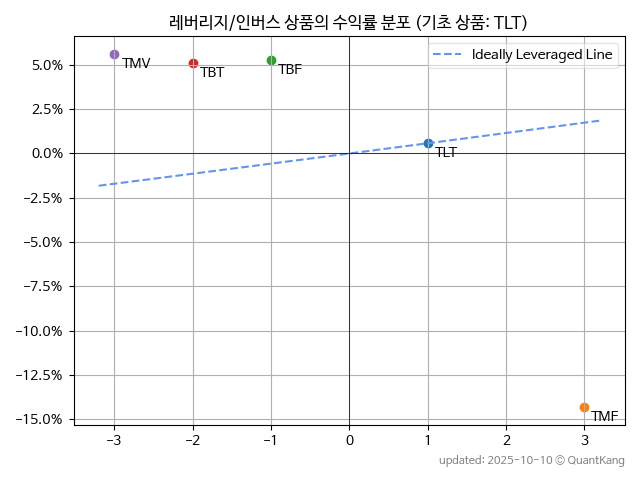 레버리지/인버스 상품의 수익률 분포 (기초 상품: TLT)
Ideally Leveraged Line
5.0%
2.5%
0.0%
−2.5%
−5.0%
−7.5%
−10.0%
−12.5%
−15.0%
TMV
TBT
TBF
TLT
TMF
−3
−2
−1
0
1
2
3
updated: 2025-10-10 © QuantKang